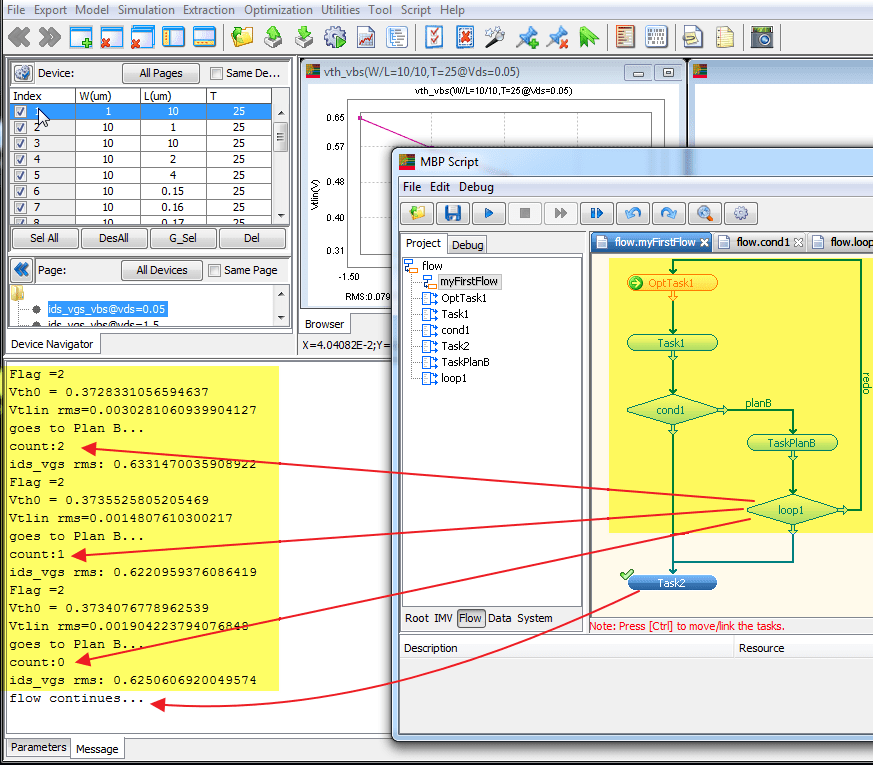 File Export Model Simulation Extraction Optimization Utilities Tool Script Help
Device: All Pages Same De...
Index W(um) L(um) T
1 1 10 25
2 10 1 25
3 10 10 25
4 10 2 25
5 10 4 25
6 10 0.15 25
7 10 0.16 25
8 10 0.17 25
Sel All DesAll G_Sel Del
Page: All Devices Same Page
ids_vgs_vbs@vds=0.05
ids_vgs_vbs@vds=1.5
Device Navigator
vth_vbs(W/L=10/10,T=25@Vds=0.05)
vth_vbs(W/L=10/10,T=25@Vds=0.05)
0.65
0.57
0.48
0.40
0.31
Vtlin(V)
-1.50
RMS:0.079
Browser
X=4.04082E-2;Y=
MBP Script
File Edit Debug
Project Debug
flow
myFirstFlow
OptTask1
Task1
cond1
Task2
TaskPlanB
loop1
Root IMV Flow Data System
flow.myFirstFlow flow.cond1 flow.loop
OptTask1
Task1
cond1
planB
TaskPlanB
redo
loop1
Task2
Note: Press [Ctrl] to move/link the tasks.
Description Resource
Flag =2
Vth0 = 0.3728331056594637
Vtlin rms=0.0030281060939904127
goes to Plan B...
count:2
ids_vgs rms: 0.6331470035908922
Flag =2
Vth0 = 0.3735525805205469
Vtlin rms=0.0014807610300217
goes to Plan B...
count:1
ids_vgs rms: 0.6220959376086419
Flag =2
Vth0 = 0.3734076778962539
Vtlin rms=0.001904223794076848
goes to Plan B...
count:0
ids_vgs rms: 0.6250606920049574
flow continues...
Parameters Message